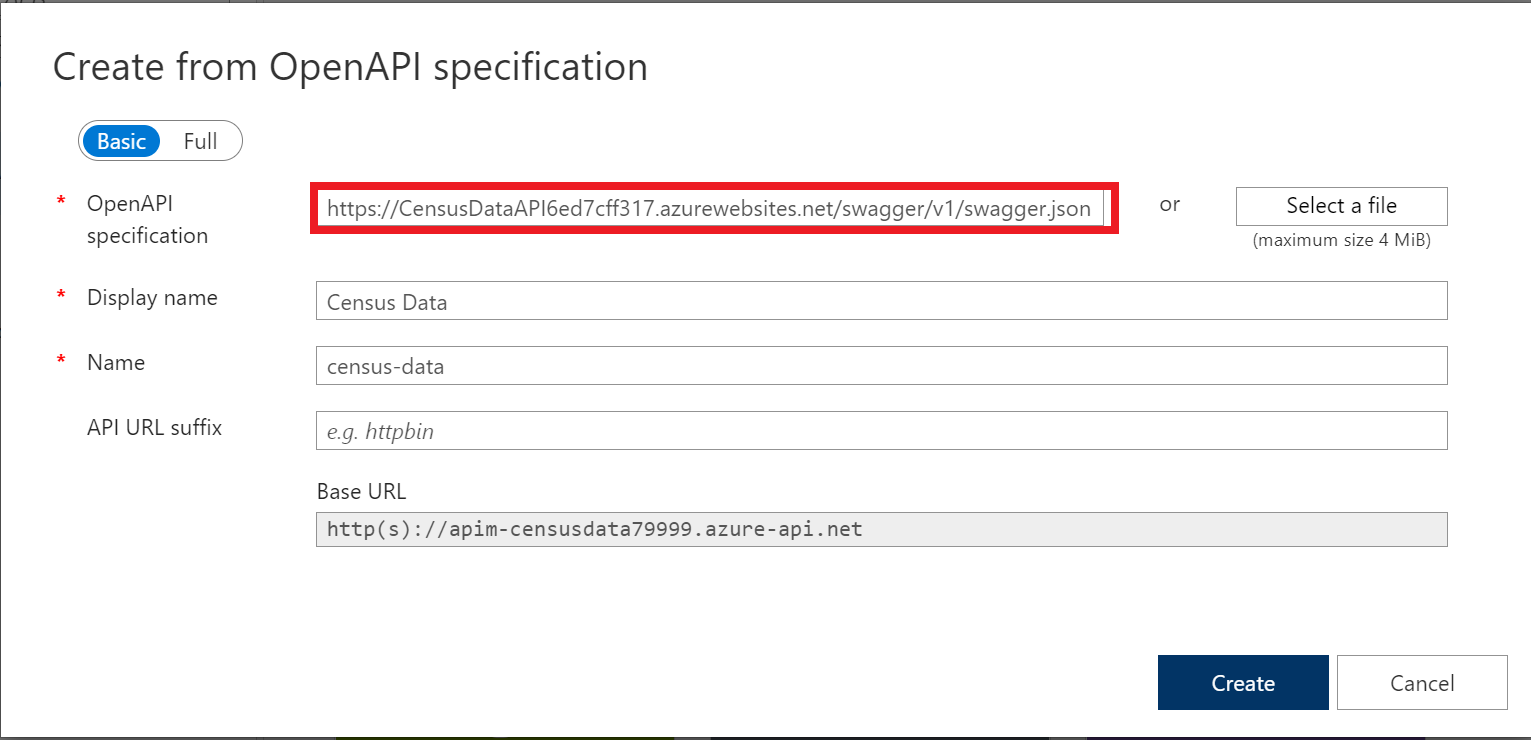 Create from OpenAPI specification
Basic Full
* OpenAPI
specification
https://CensusDataAPI6ed7cff317.azurewebsites.net/swagger/v1/swagger.json
or
Select a file
(maximum size 4 MiB)
* Display name
Census Data
* Name
census-data
API URL suffix
e.g. httpbin
Base URL
http(s)://apim-censusdata79999.azure-api.net
Create
Cancel